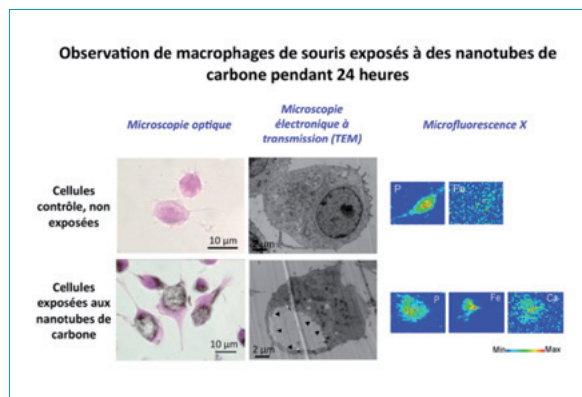 Observation de macrophages de souris exposés à des nanotubes de
carbone pendant 24 heures
Microscopie optique
Microscopie
électronique à
transmission (TEM)
Microfluorescence X
Cellules
contrôle, non
exposées
10 µm
2 µm
P
Fe
Cellules
exposées aux
nanotubes de
carbone
10 µm
2 µm
P
Fe
Ca
Min
Max